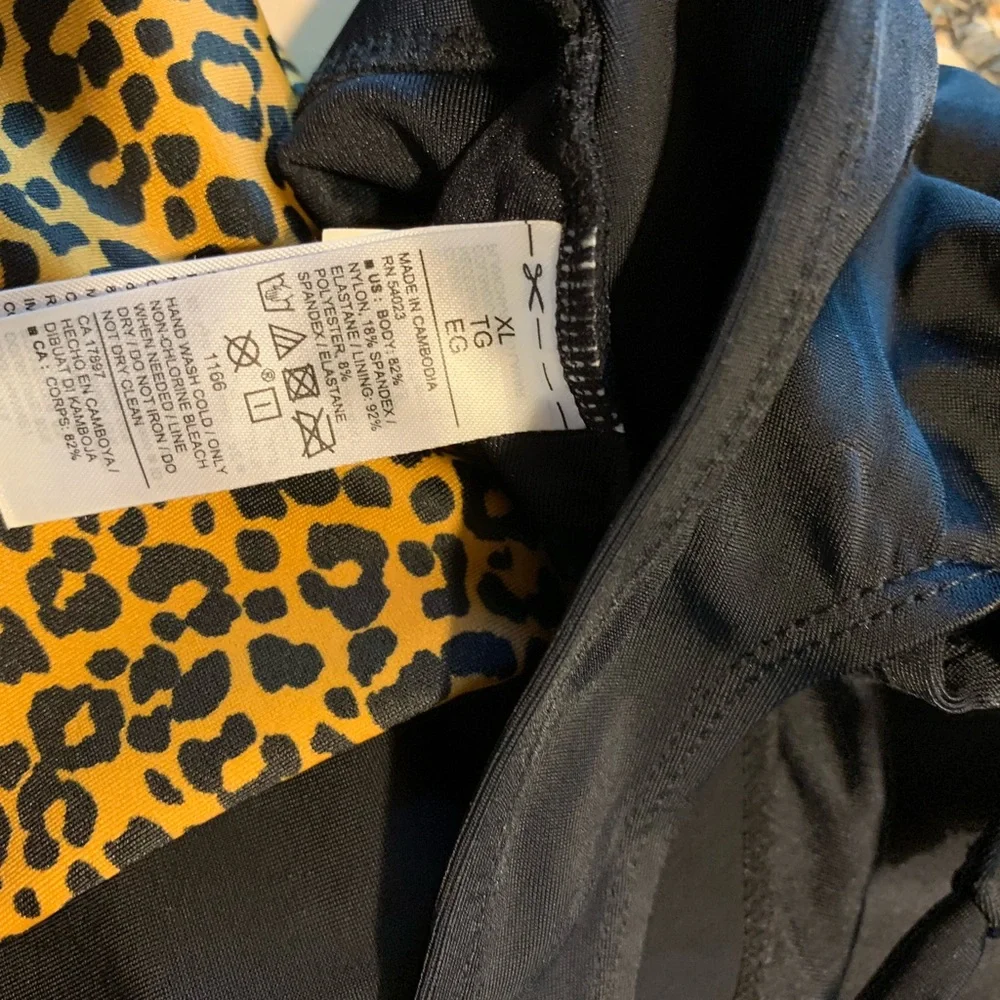 XL
TG
EG
MADE IN CAMBODIA
RN 54023
■ US : BODY: 82%
NYLON, 18% SPANDEX /
ELASTANE / LINING: 92%
POLYESTER, 8%
SPANDEX / ELASTANE
1166
HAND WASH COLD / ONLY
NON-CHLORINE BLEACH
WHEN NEEDED / LINE
DRY / DO NOT IRON / DO
NOT DRY CLEAN
CA 17897
HECHO EN CAMBOYA /
DIBUAT DI KAMBOJA
■ CA : CORPS: 82%